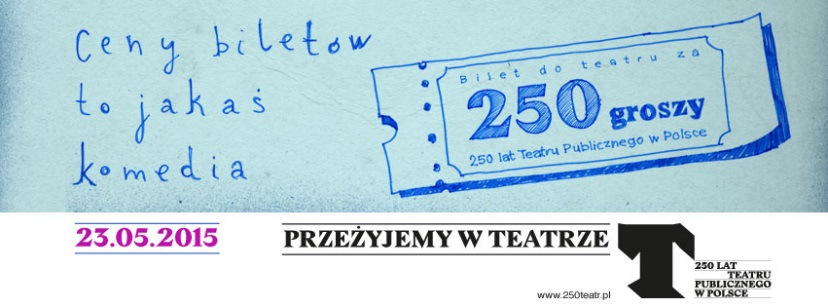 Ceny biletów
to jakaś
komedia
Bilet do teatru za
250 groszy
250 lat Teatru Publicznego w Polsce
23.05.2015
PRZEŻYJEMY W TEATRZE
T
250 LAT
TEATRU
PUBLICZNEGO
W POLSCE
www.250teatr.pl